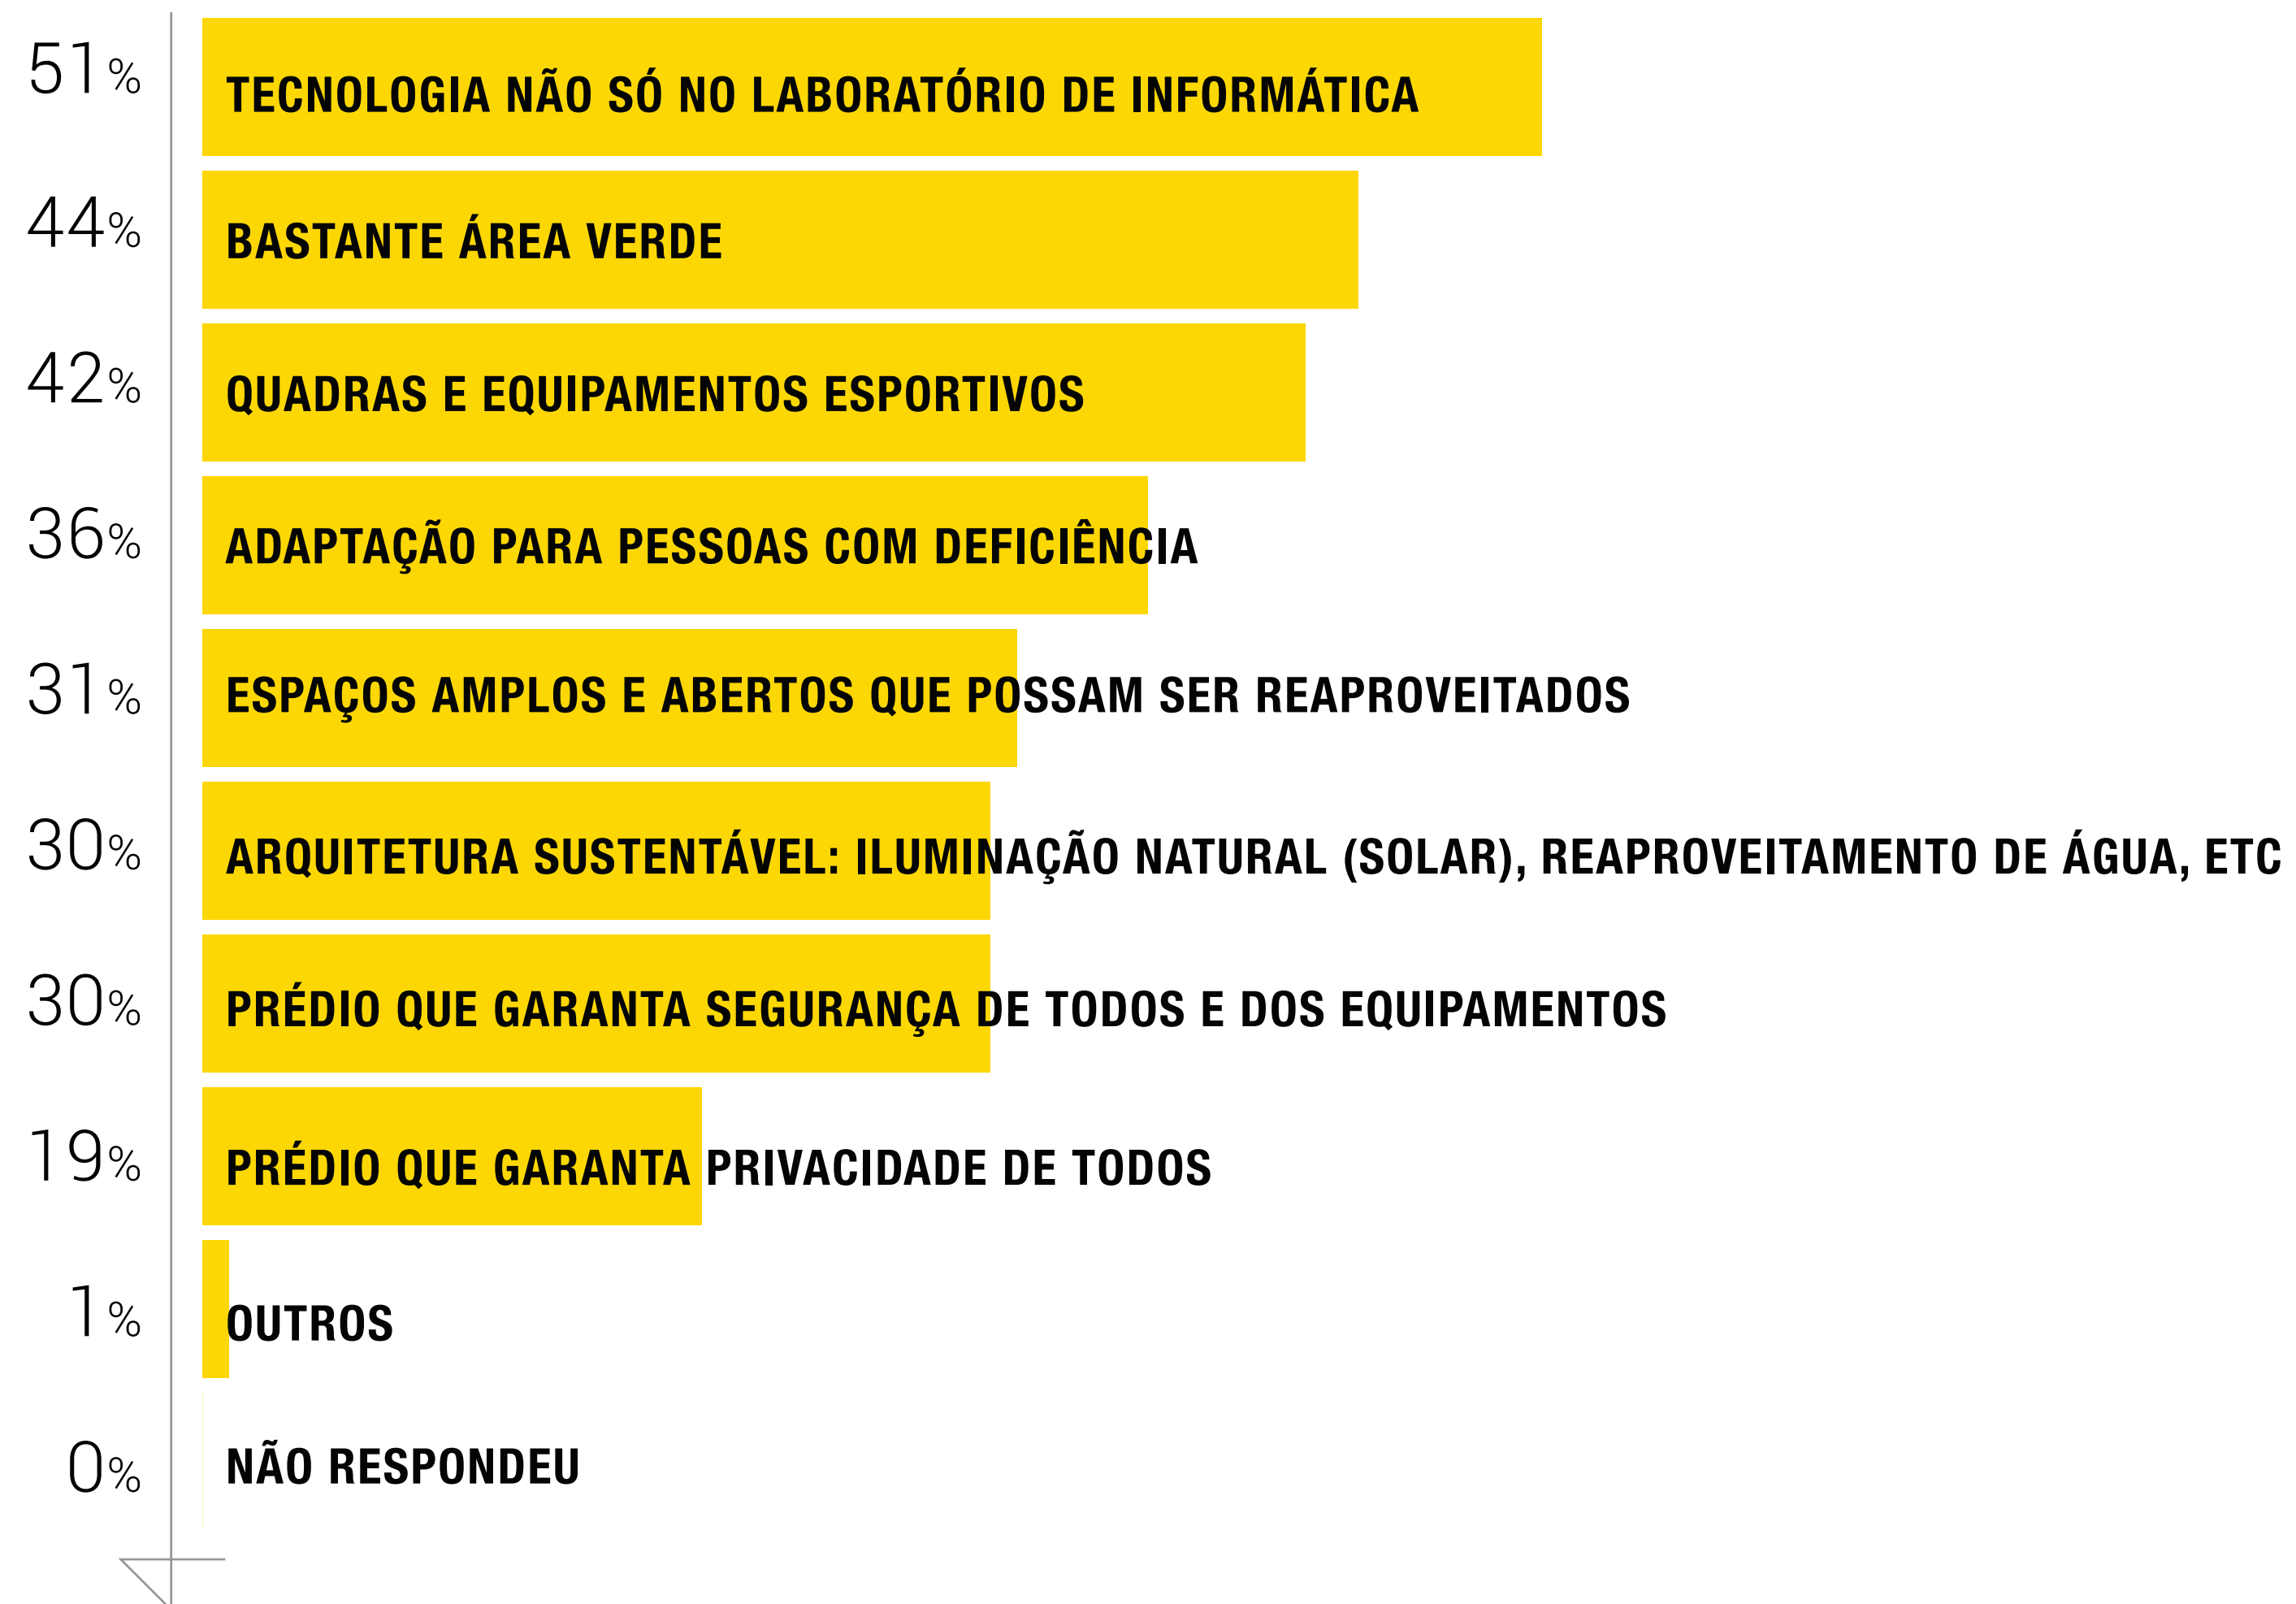 51% TECNOLOGIA NÃO SÓ NO LABORATÓRIO DE INFORMÁTICA
44% BASTANTE ÁREA VERDE
42% QUADRAS E EQUIPAMENTOS ESPORTIVOS
36% ADAPTAÇÃO PARA PESSOAS COM DEFICIÊNCIA
31% ESPAÇOS AMPLOS E ABERTOS QUE POSSAM SER REAPROVEITADOS
30% ARQUITETURA SUSTENTÁVEL: ILUMINAÇÃO NATURAL (SOLAR), REAPROVEITAMENTO DE ÁGUA, ETC
30% PRÉDIO QUE GARANTA SEGURANÇA DE TODOS E DOS EQUIPAMENTOS
19% PRÉDIO QUE GARANTA PRIVACIDADE DE TODOS
1% OUTROS
0% NÃO RESPONDEU